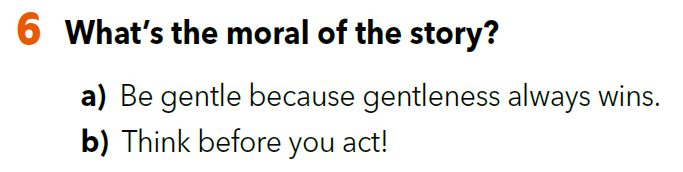 6 What's the moral of the story?
a) Be gentle because gentleness always wins.
b) Think before you act!